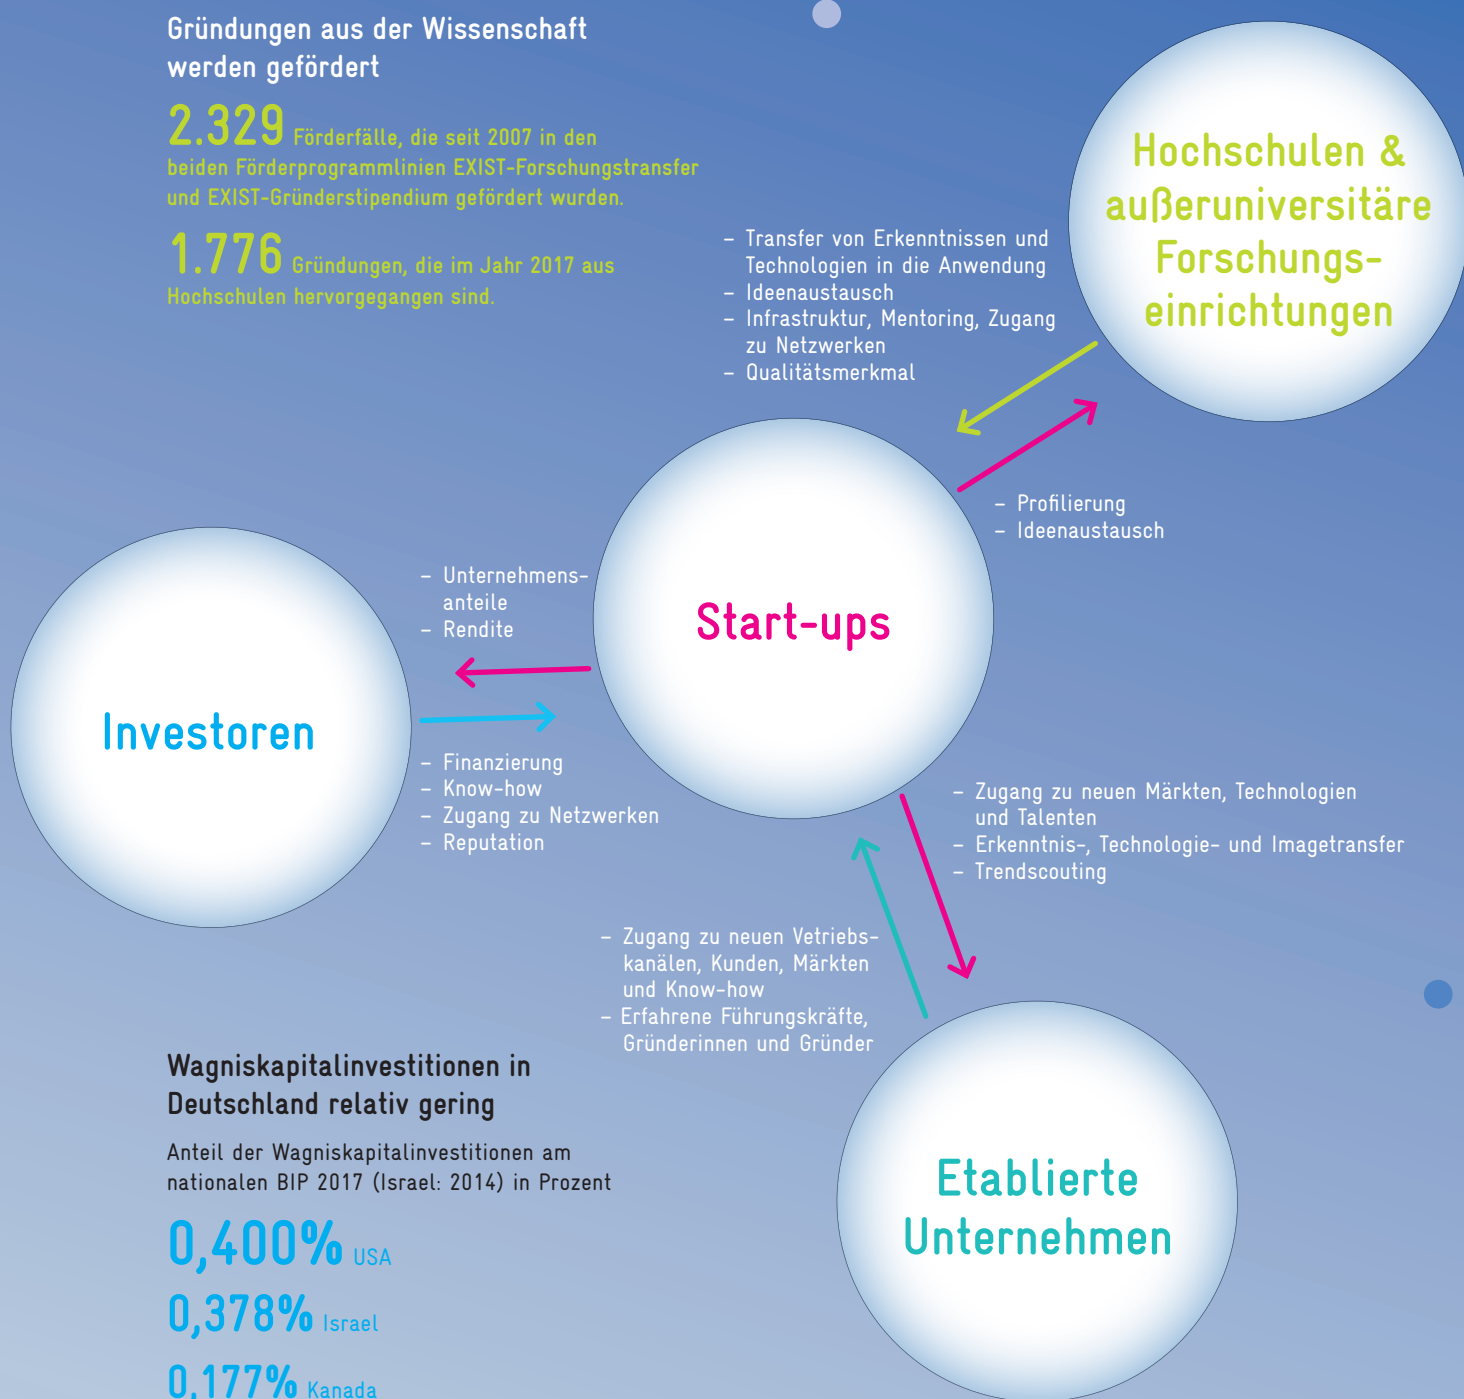 Gründungen aus der Wissenschaft
werden gefördert
2.329 Förderfälle, die seit 2007 in den
beiden Förderprogrammlinien EXIST-Forschungstransfer
und EXIST-Gründerstipendium gefördert wurden.
1.776 Gründungen, die im Jahr 2017 aus
Hochschulen hervorgegangen sind.
Hochschulen &
außeruniversitäre
Forschungs-
einrichtungen
– Transfer von Erkenntnissen und
Technologien in die Anwendung
– Ideenaustausch
– Infrastruktur, Mentoring, Zugang
zu Netzwerken
– Qualitätsmerkmal
– Profilierung
– Ideenaustausch
Start-ups
– Unternehmens-
anteile
– Rendite
Investoren
– Finanzierung
– Know-how
– Zugang zu Netzwerken
– Reputation
– Zugang zu neuen Märkten, Technologien
und Talenten
– Erkenntnis-, Technologie- und Imagetransfer
– Trendscouting
– Zugang zu neuen Vetriebs-
kanälen, Kunden, Märkten
und Know-how
– Erfahrene Führungskräfte,
Gründerinnen und Gründer
Etablierte
Unternehmen
Wagniskapitalinvestitionen in
Deutschland relativ gering
Anteil der Wagniskapitalinvestitionen am
nationalen BIP 2017 (Israel: 2014) in Prozent
0,400% USA
0,378% Israel
0,177% Kanada